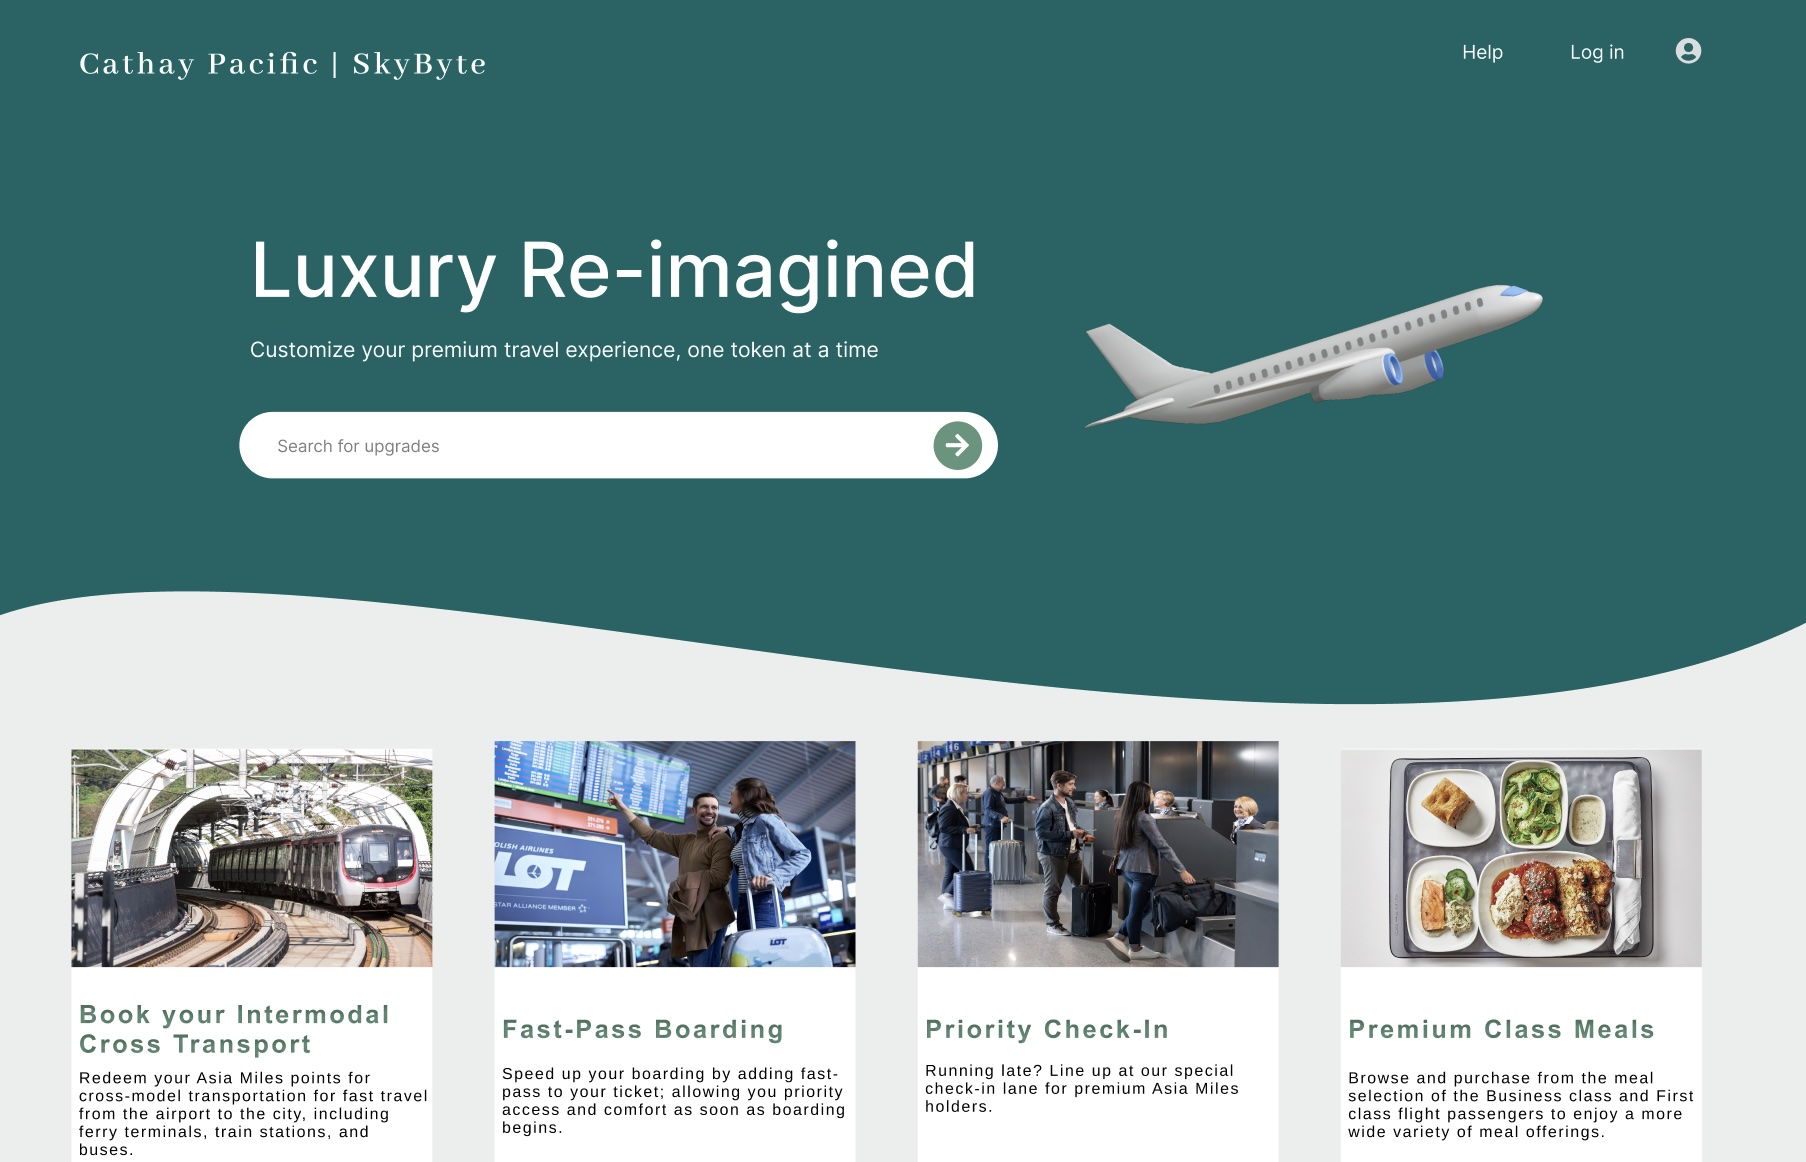 Cathay Pacific | SkyByte
Help
Log in
Luxury Re-imagined
Customize your premium travel experience, one token at a time
Search for upgrades
OLISH AIRLINES
LOT
STAR ALLIANCE MEMBER
LOT
Book your Intermodal
Cross Transport
Redeem your Asia Miles points for
cross-model transportation for fast travel
from the airport to the city, including
ferry terminals, train stations, and
buses.
Fast-Pass Boarding
Speed up your boarding by adding fast-
pass to your ticket; allowing you priority
access and comfort as soon as boarding
begins.
Priority Check-In
Running late? Line up at our special
check-in lane for premium Asia Miles
holders.
Premium Class Meals
Browse and purchase from the meal
selection of the Business class and First
class flight passengers to enjoy a more
wide variety of meal offerings.